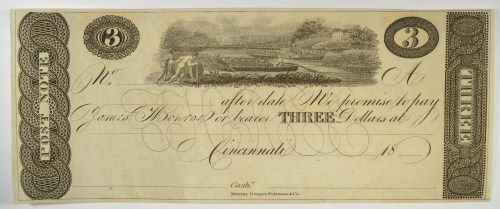 POST NOTE
3
3
THREE
No. A
after date We promise to pay
James Monroe or bearer THREE Dollars at
Cincinnati 18
Cashr.
Murray Draper Fairman & Co.